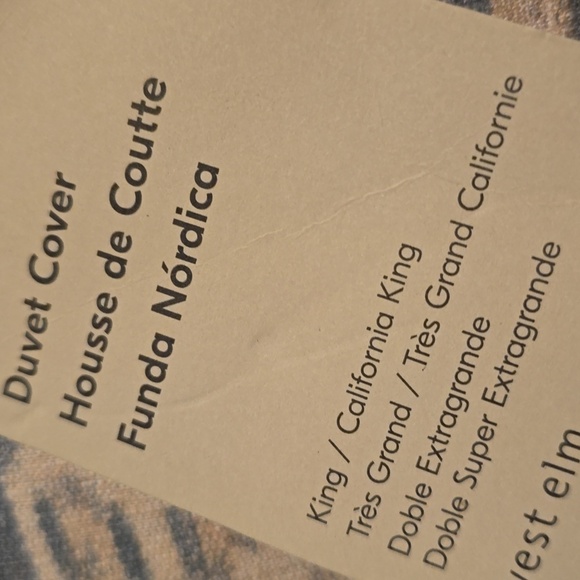 Duvet Cover
Housse de Coutte
Funda Nórdica
King / California King
Très Grand / Très Grand Californie
Doble Extragrande
Doble Super Extragrande
est elm